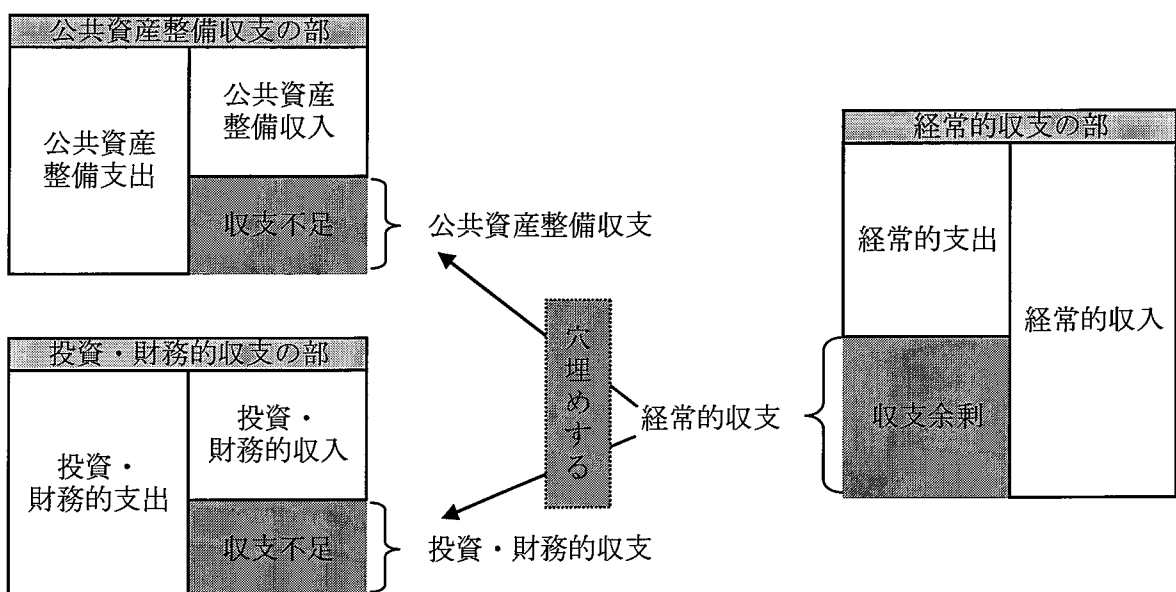 公共資産整備収支の部
公共資産
整備支出
公共資産
整備収入
収支不足
公共資産整備収支
投資・財務的収支の部
投資・
財務的支出
投資・
財務的収入
収支不足
投資・財務的収支
穴埋めする
経常的収支
経常的収支の部
経常的支出
収支余剰
経常的収入